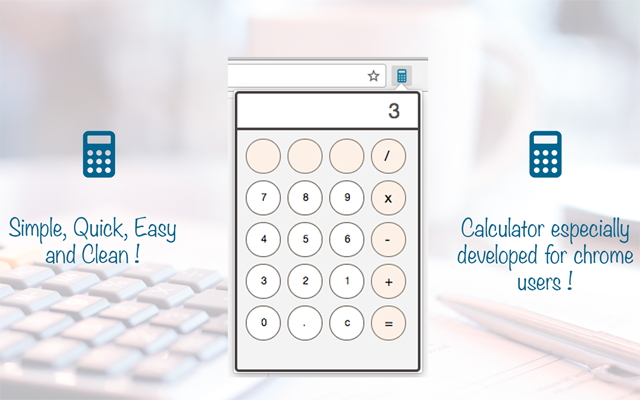 3
/
7 8 9 x
4 5 6 -
3 2 1 +
0 . c =
Simple, Quick, Easy
and Clean !
Calculator especially
developed for chrome
users !